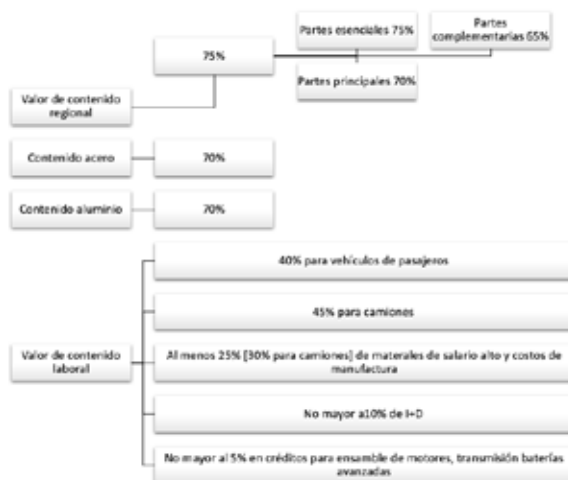 Partes esenciales 75%
Partes
complementarias 65%
75%
Partes principales 70%
Valor de contenido
regional
Contenido acero
70%
Contenido aluminio
70%
40% para vehículos de pasajeros
45% para camiones
Valor de contenido
laboral
Al menos 25% [30% para camiones] de materiales de salario alto y costos de
manufactura
No mayor a10% de I+D
No mayor al 5% en créditos para ensamble de motores, transmisión baterías
avanzadas